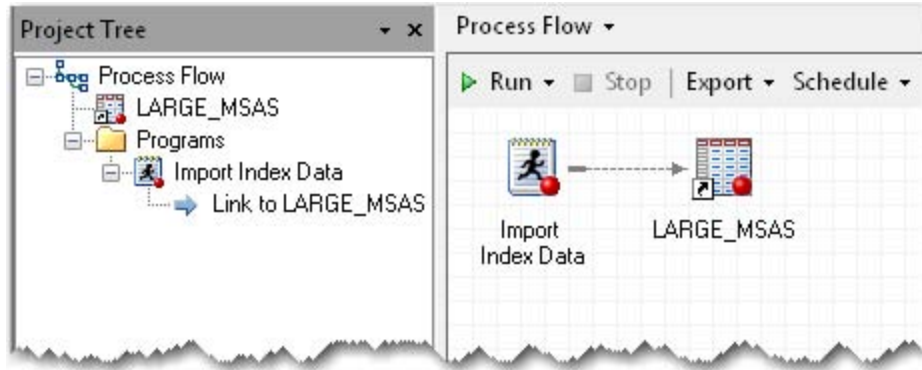 Project Tree
Process Flow
LARGE_MSAS
Programs
Import Index Data
Link to LARGE_MSAS
Process Flow
Run Stop Export Schedule
Import
Index Data
LARGE_MSAS